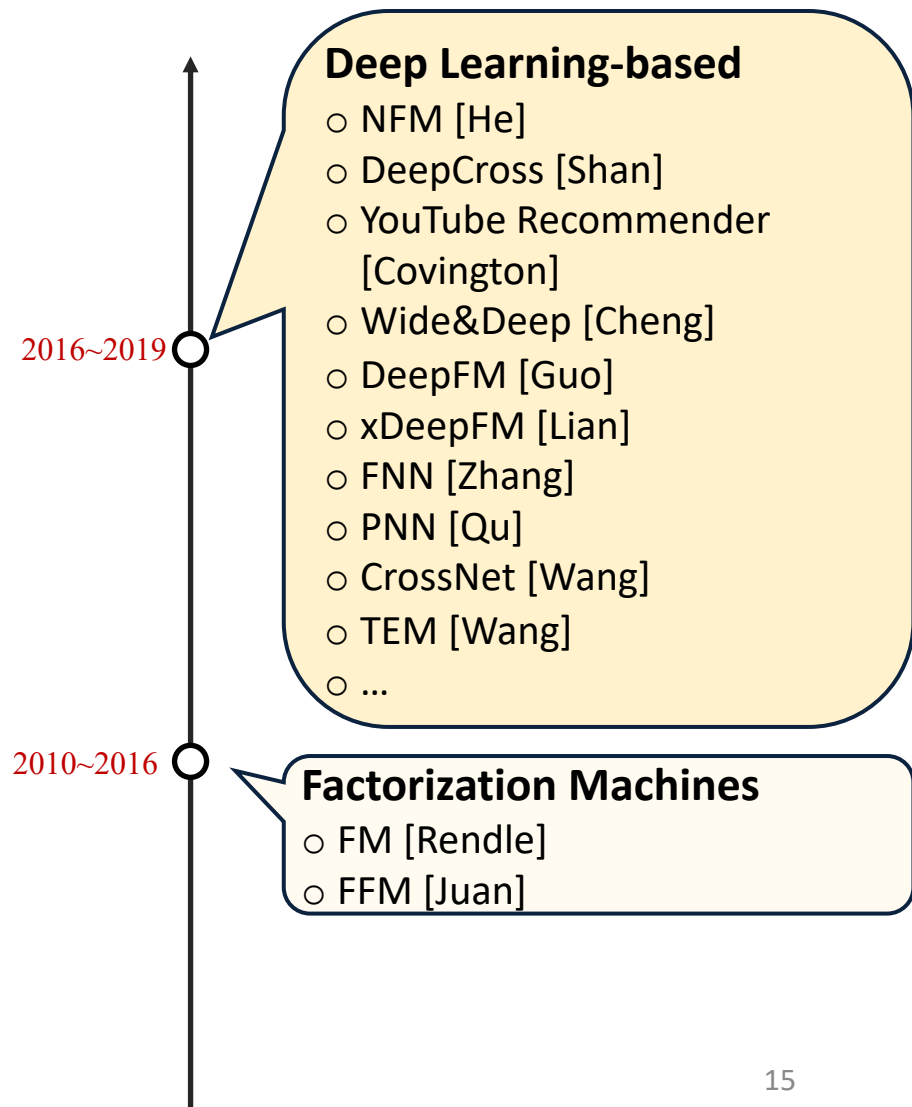 Deep Learning-based
○ NFM [He]
○ DeepCross [Shan]
○ YouTube Recommender
[Covington]
○ Wide&Deep [Cheng]
○ DeepFM [Guo]
○ xDeepFM [Lian]
○ FNN [Zhang]
○ PNN [Qu]
○ CrossNet [Wang]
○ TEM [Wang]
○ ...
2016~2019
2010~2016
Factorization Machines
○ FM [Rendle]
○ FFM [Juan]
15